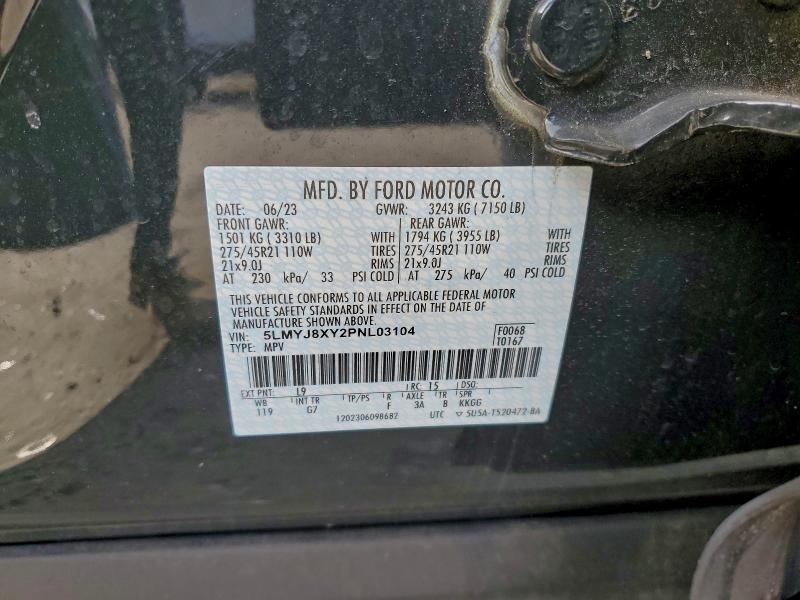 MFD. BY FORD MOTOR CO.
DATE: 06/23 GVWR: 3243 KG ( 7150 LB)
FRONT GAWR: REAR GAWR:
1501 KG ( 3310 LB) WITH 1794 KG ( 3955 LB) WITH
275/45R21 110W TIRES 275/45R21 110W TIRES
21x9.0J RIMS 21x9.0J RIMS
AT 230 kPa/ 33 PSI COLD AT 275 kPa/ 40 PSI COLD
THIS VEHICLE CONFORMS TO ALL APPLICABLE FEDERAL MOTOR
VEHICLE SAFETY STANDARDS IN EFFECT ON THE DATE OF
MANUFACTURE SHOWN ABOVE.
VIN: 5LMYJ8XY2PNL03104 F0068
TYPE: MPV T0167
EXT PNT: L9 RC: 15 DSO:
WB INT TR TP/PS R AXLE TR SPR
119 G7 F 3A B KKGG
1202306098682 UTC ▽ 5U5A-1520472-BA